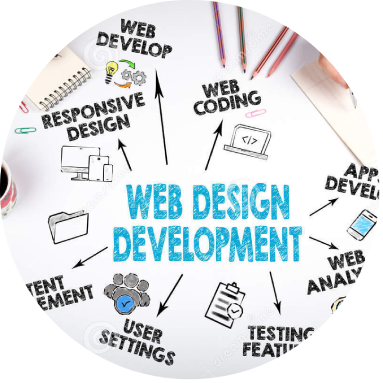 WEB
DEVELOP
WEB
CODING
RESPONSIVE
DESIGN
</>
APP
DEVEL
WEB DESIGN
DEVELOPMENT
WEB
ANALY
TENT
EMENT
USER
SETTINGS
TESTING
FEATU